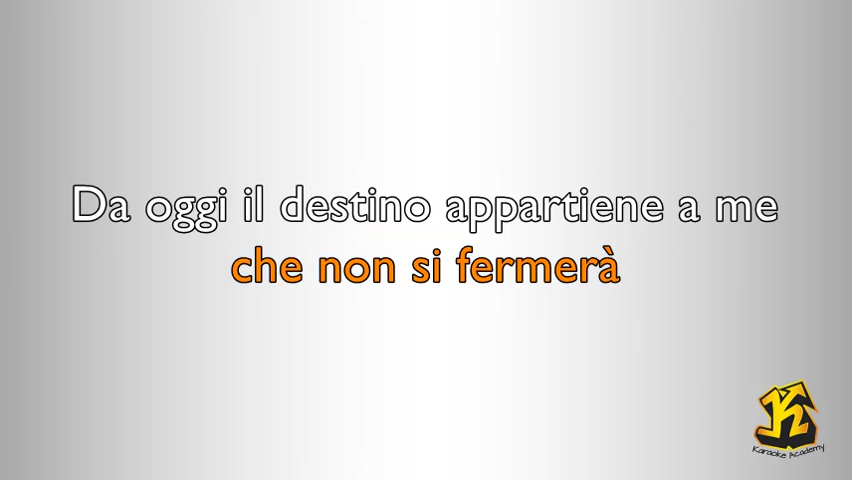 Da oggi il destino appartiene a me
che non si fermerà
K
Karaoke Academy